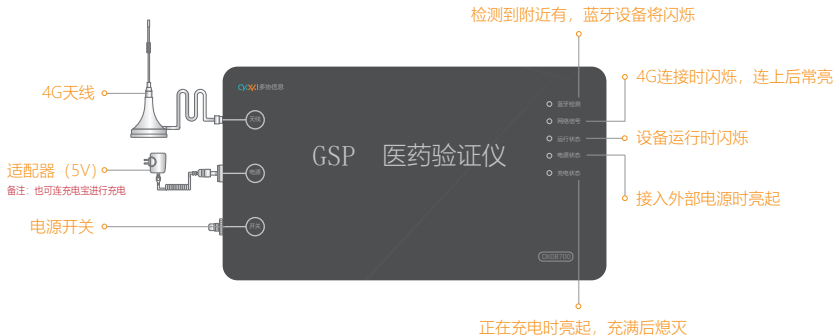 检测到附近有，蓝牙设备将闪烁
4G天线
多协信息
天线
蓝牙检测
网络信号
运行状态
电源状态
充电状态
4G连接时闪烁，连上后常亮
设备运行时闪烁
GSP 医药验证仪
适配器（5V）
备注：也可连充电宝进行充电
电源
接入外部电源时亮起
电源开关
开关
CKDB700
正在充电时亮起，充满后熄灭